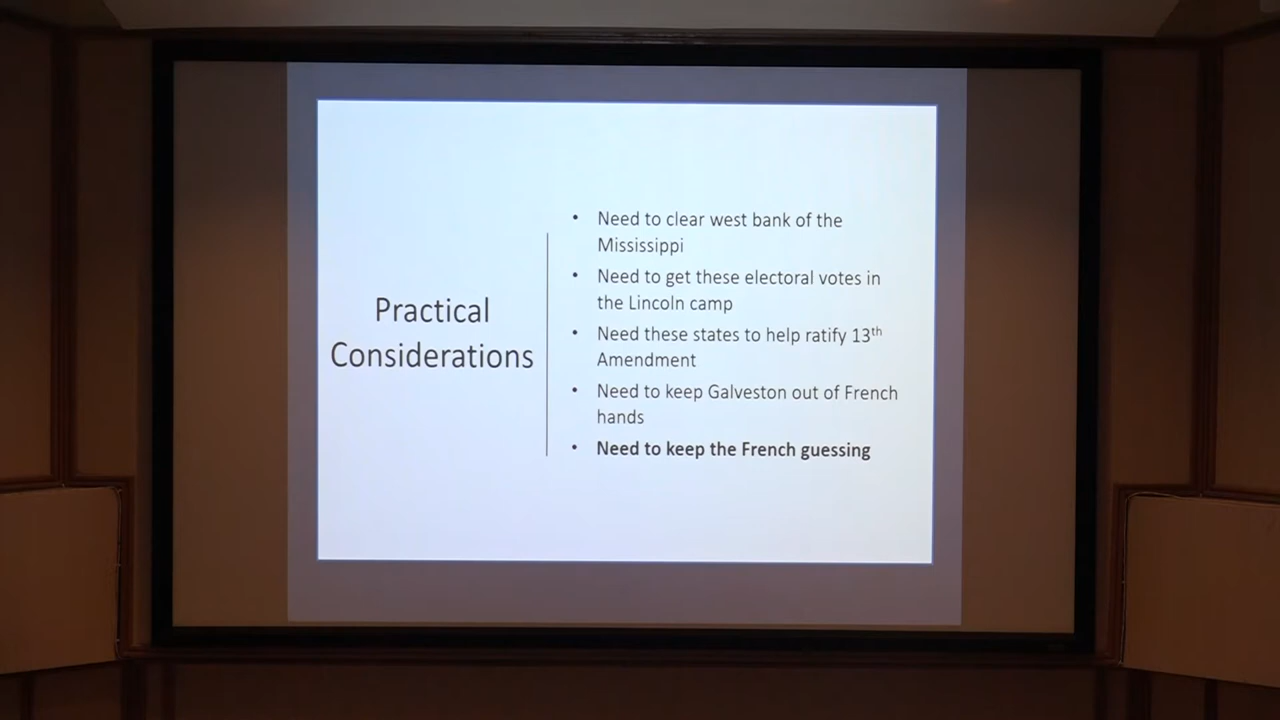 Practical
Considerations
• Need to clear west bank of the
Mississippi
• Need to get these electoral votes in
the Lincoln camp
• Need these states to help ratify 13th
Amendment
• Need to keep Galveston out of French
hands
• Need to keep the French guessing